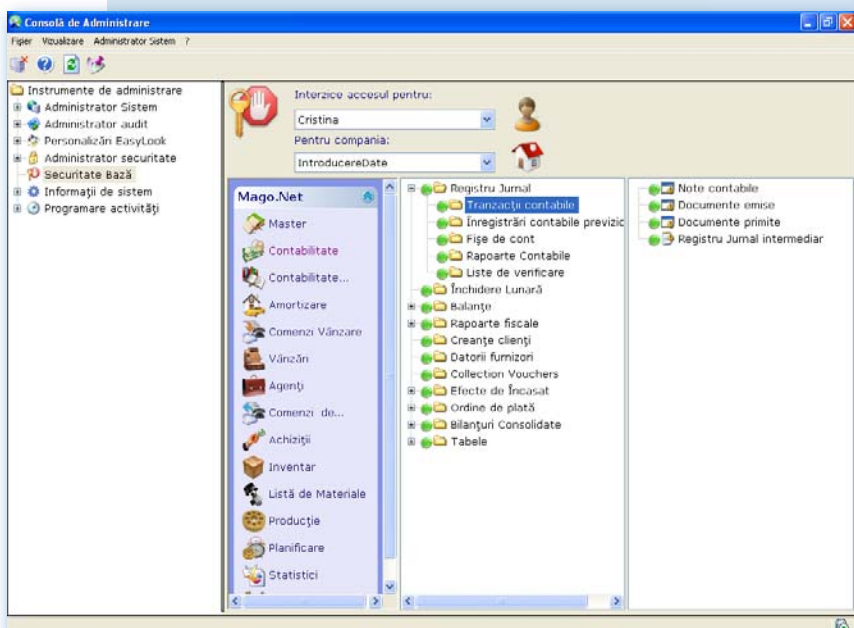 Consolă de Administrare
Fişier Vizualizare Administrator Sistem ?
Instrumente de administrare
Administrator Sistem
Administrator audit
Personalizări EasyLook
Administrator securitate
Securitate Bază
Informaţii de sistem
Programare activităţi
Interzice accesul pentru:
Cristina
Pentru compania:
IntroducereDate
Mago.Net
Master
Contabilitate
Contabilitate...
Amortizare
Comenzi Vânzare
Vânzări
Agenţi
Comenzi de...
Achiziţii
Inventar
Listă de Materiale
Producţie
Planificare
Statistici
Registru Jurnal
Tranzacţii contabile
Înregistrări contabile previzic
Fişe de cont
Rapoarte Contabile
Liste de verificare
Închidere Lunară
Balanţe
Rapoarte fiscale
Creanţe clienţi
Datorii furnizori
Collection Vouchers
Efecte de Încasat
Ordine de plată
Bilanţuri Consolidate
Tabele
Note contabile
Documente emise
Documente primite
Registru Jurnal intermediar